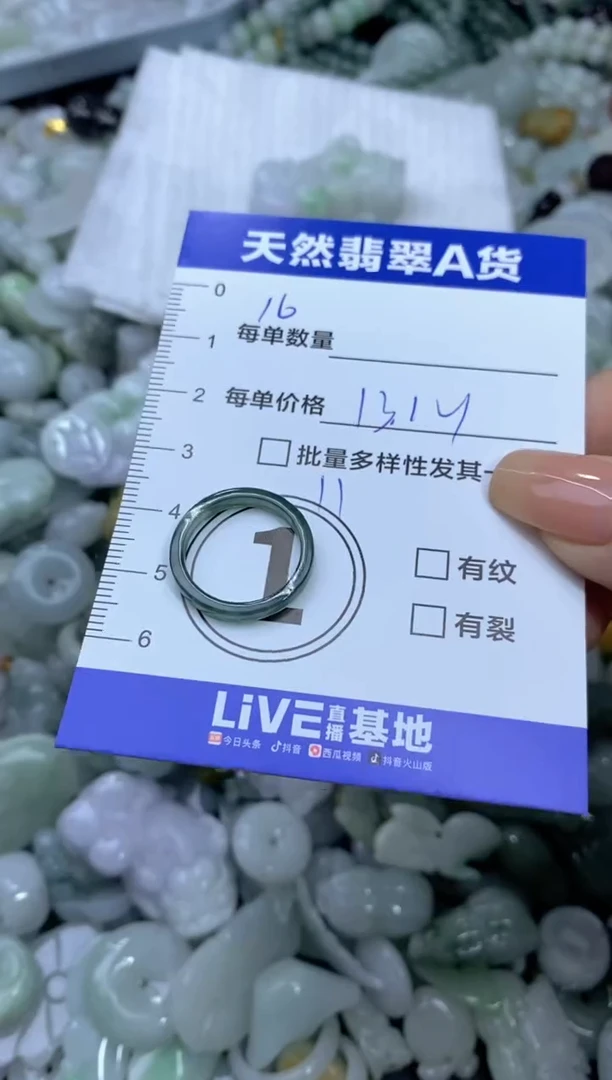 天然翡翠A货
0
16
1
每单数量
2
每单价格 13.14
3
批量多样性发其一
11
4
1
5
有纹
有裂
6
LiVE直播基地
今日头条 抖音 西瓜视频 抖音火山版